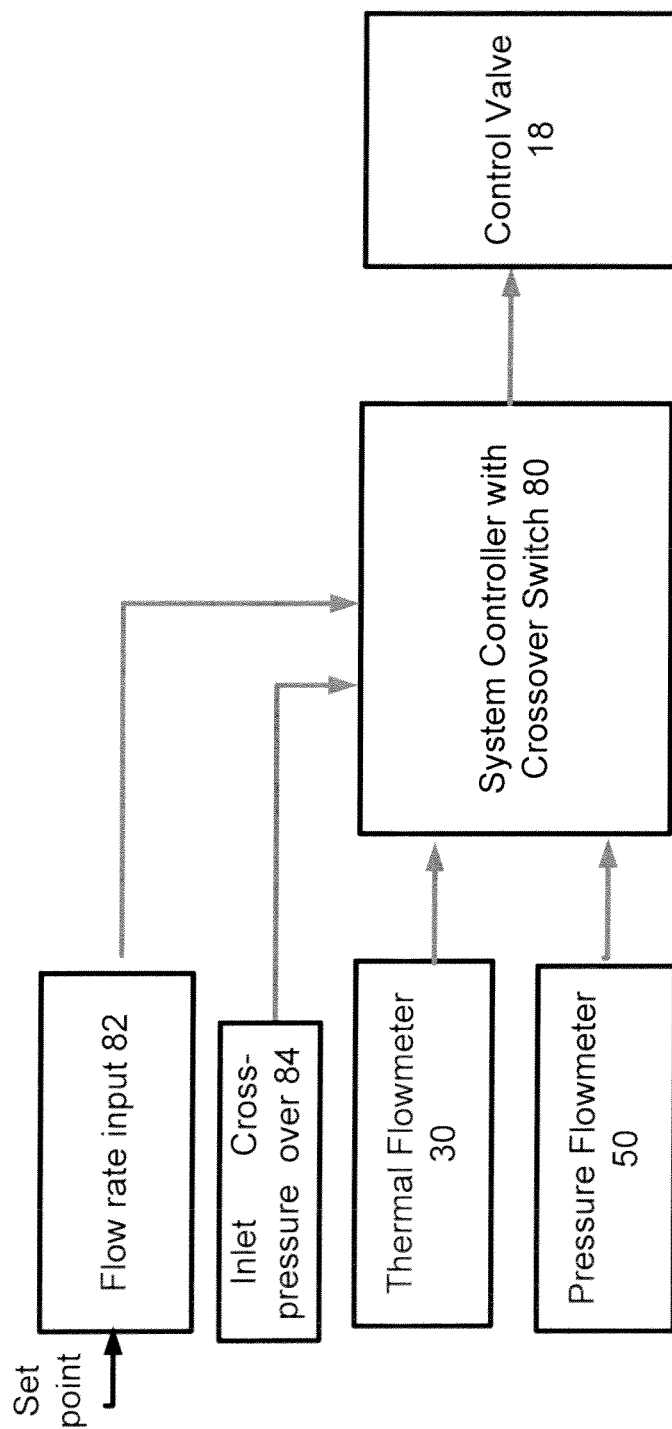 Set
point
Flow rate input 82
Inlet Cross-
pressure over 84
Thermal Flowmeter
30
Pressure Flowmeter
50
System Controller with
Crossover Switch 80
Control Valve
18